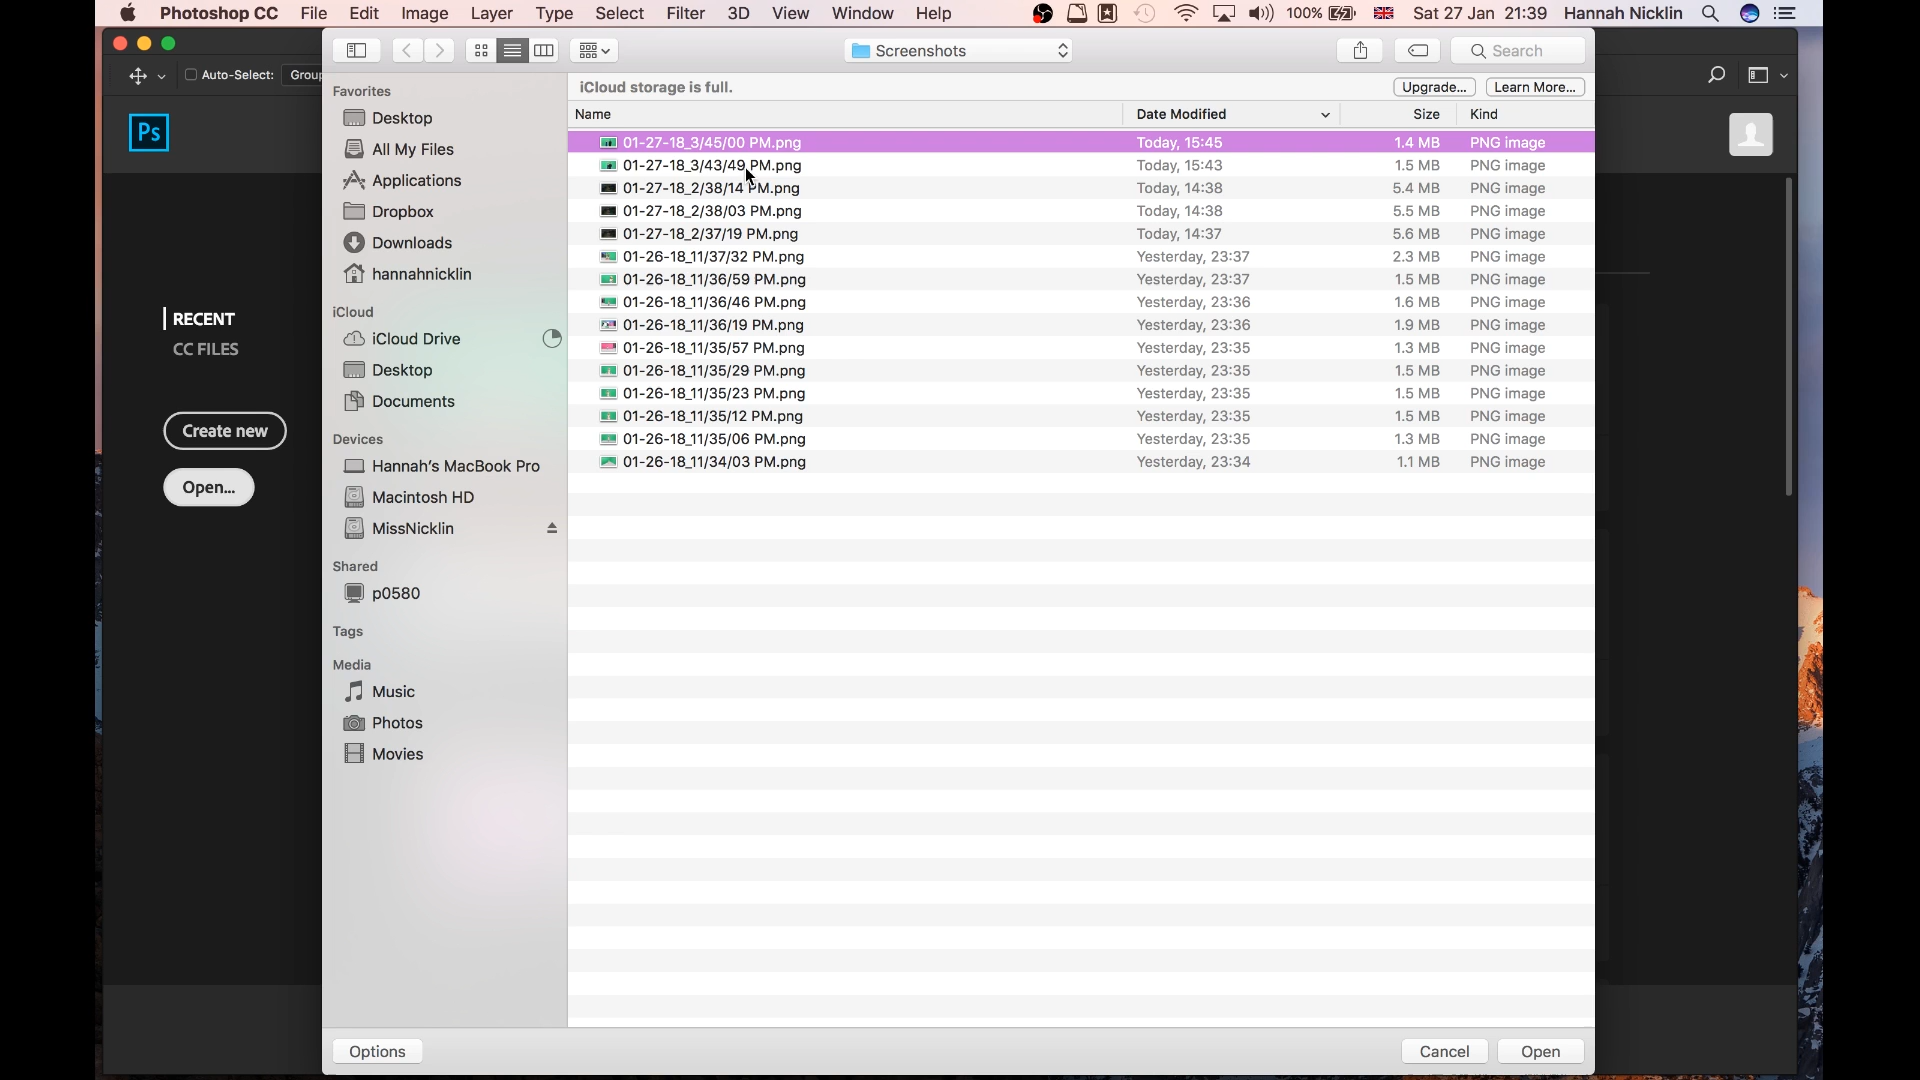 Photoshop CC File Edit Image Layer Type Select Filter 3D View Window Help 100% Sat 27 Jan 21:39 Hannah Nicklin
Auto-Select: Group
Screenshots
Search
Ps
RECENT
CC FILES
Create new
Open...
Favorites
Desktop
All My Files
Applications
Dropbox
Downloads
hannahnicklin
iCloud
iCloud Drive
Desktop
Documents
Devices
Hannah's MacBook Pro
Macintosh HD
MissNicklin
Shared
p0580
Tags
Media
Music
Photos
Movies
iCloud storage is full. Upgrade... Learn More...
Name Date Modified Size Kind
01-27-18_3/45/00 PM.png Today, 15:45 1.4 MB PNG image
01-27-18_3/43/49 PM.png Today, 15:43 1.5 MB PNG image
01-27-18_2/38/14 PM.png Today, 14:38 5.4 MB PNG image
01-27-18_2/38/03 PM.png Today, 14:38 5.5 MB PNG image
01-27-18_2/37/19 PM.png Today, 14:37 5.6 MB PNG image
01-26-18_11/37/32 PM.png Yesterday, 23:37 2.3 MB PNG image
01-26-18_11/36/59 PM.png Yesterday, 23:37 1.5 MB PNG image
01-26-18_11/36/46 PM.png Yesterday, 23:36 1.6 MB PNG image
01-26-18_11/36/19 PM.png Yesterday, 23:36 1.9 MB PNG image
01-26-18_11/35/57 PM.png Yesterday, 23:35 1.3 MB PNG image
01-26-18_11/35/29 PM.png Yesterday, 23:35 1.5 MB PNG image
01-26-18_11/35/23 PM.png Yesterday, 23:35 1.5 MB PNG image
01-26-18_11/35/12 PM.png Yesterday, 23:35 1.5 MB PNG image
01-26-18_11/35/06 PM.png Yesterday, 23:35 1.3 MB PNG image
01-26-18_11/34/03 PM.png Yesterday, 23:34 1.1 MB PNG image
Options Cancel Open